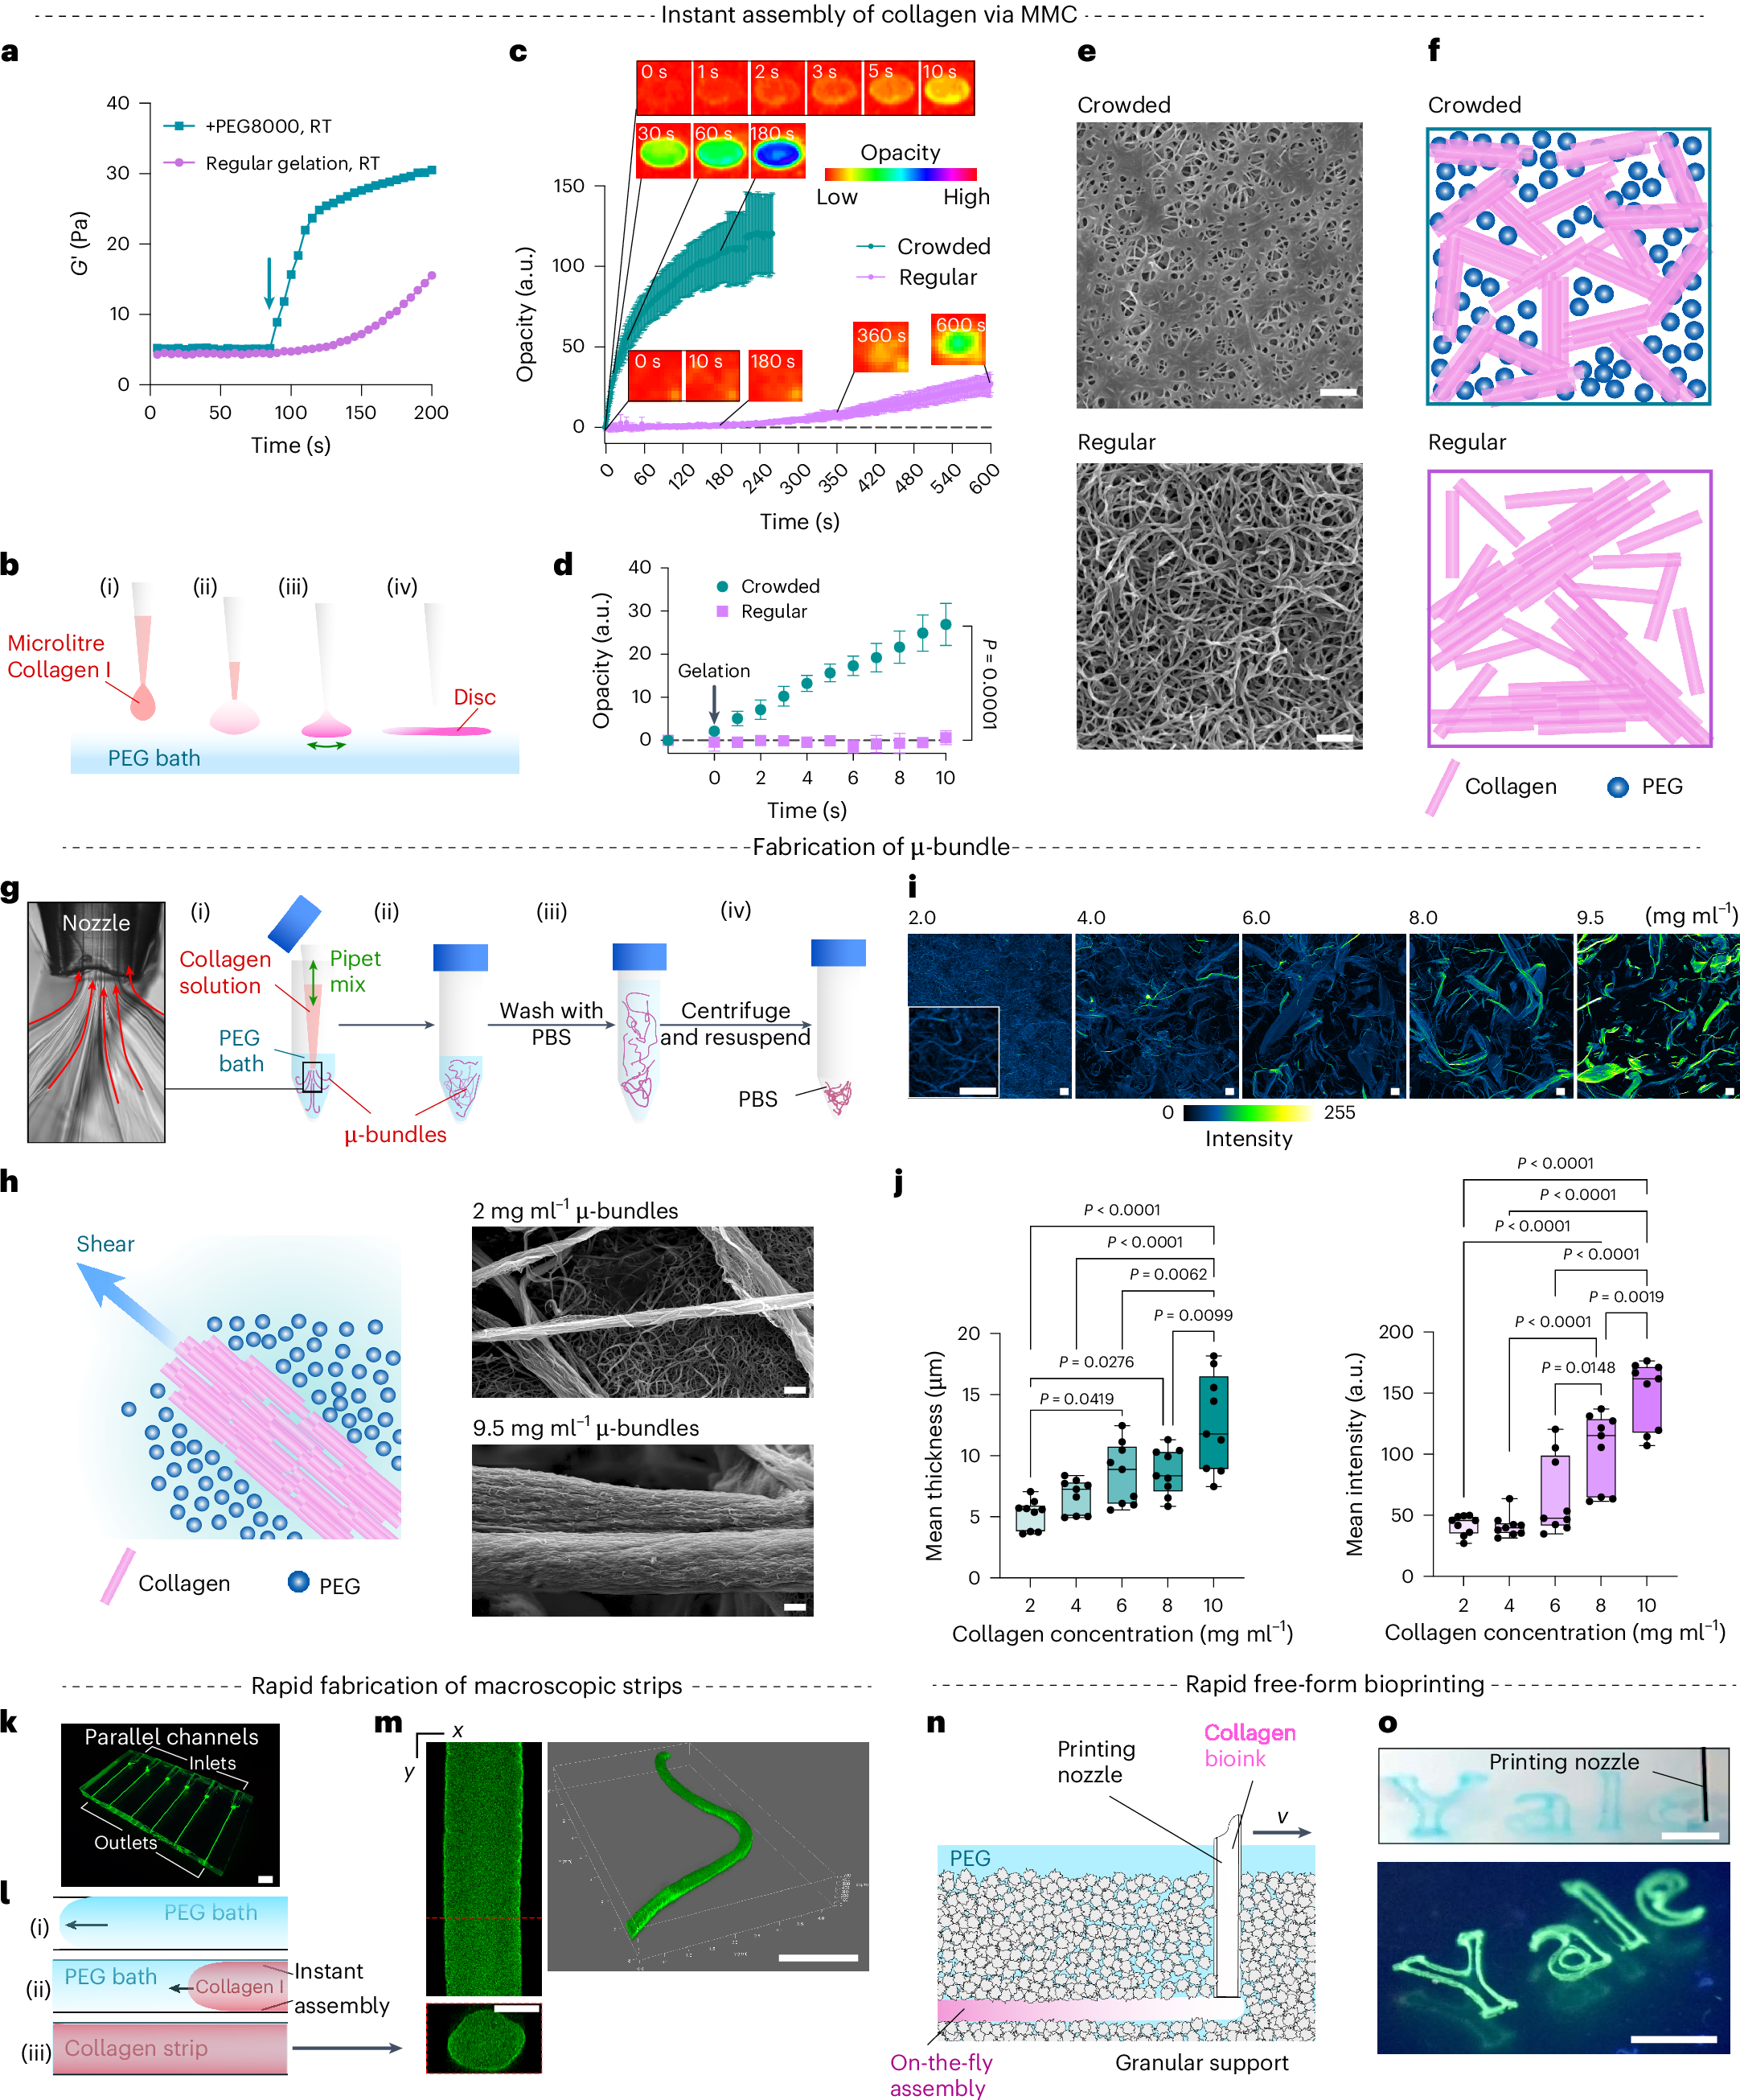 Instant assembly of collagen via MMC
a
40
30
20
10
0
G' (Pa)
+PEG8000, RT
Regular gelation, RT
0 50 100 150 200
Time (s)
b
(i) (ii) (iii) (iv)
Microlitre
Collagen I
Disc
PEG bath
c
0 s 1 s 2 s 3 s 5 s 10 s
30 s 60 s 180 s
Opacity
Low High
150
100
50
0
Opacity (a.u.)
Crowded
Regular
0 s 10 s 180 s
360 s
600 s
0 60 120 180 240 300 350 420 480 540 600
Time (s)
d
40
30
20
10
0
Opacity (a.u.)
Crowded
Regular
Gelation
P = 0.0001
0 2 4 6 8 10
Time (s)
e
Crowded
Regular
f
Crowded
Regular
Collagen PEG
Fabrication of µ-bundle
g
Nozzle
(i) (ii) (iii) (iv)
Collagen
solution
Pipet
mix
PEG
bath
µ-bundles
Wash with
PBS
Centrifuge
and resuspend
PBS
h
Shear
Collagen PEG
2 mg ml⁻¹ µ-bundles
9.5 mg ml⁻¹ µ-bundles
i
2.0 4.0 6.0 8.0 9.5 (mg ml⁻¹)
0 255
Intensity
j
P < 0.0001
P < 0.0001
P = 0.0062
P = 0.0099
P = 0.0276
P = 0.0419
20
15
10
5
0
Mean thickness (µm)
2 4 6 8 10
Collagen concentration (mg ml⁻¹)
P < 0.0001
P < 0.0001
P < 0.0001
P < 0.0001
P = 0.0019
P < 0.0001
P = 0.0148
200
150
100
50
0
Mean intensity (a.u.)
2 4 6 8 10
Collagen concentration (mg ml⁻¹)
Rapid fabrication of macroscopic strips
k
Parallel channels
Inlets
Outlets
l
(i)
PEG bath
(ii)
PEG bath
Collagen I
Instant
assembly
(iii)
Collagen strip
m
x
y
Rapid free-form bioprinting
n
Printing
nozzle
Collagen
bioink
v
PEG
On-the-fly
assembly
Granular support
o
Printing nozzle
Yale
Yale